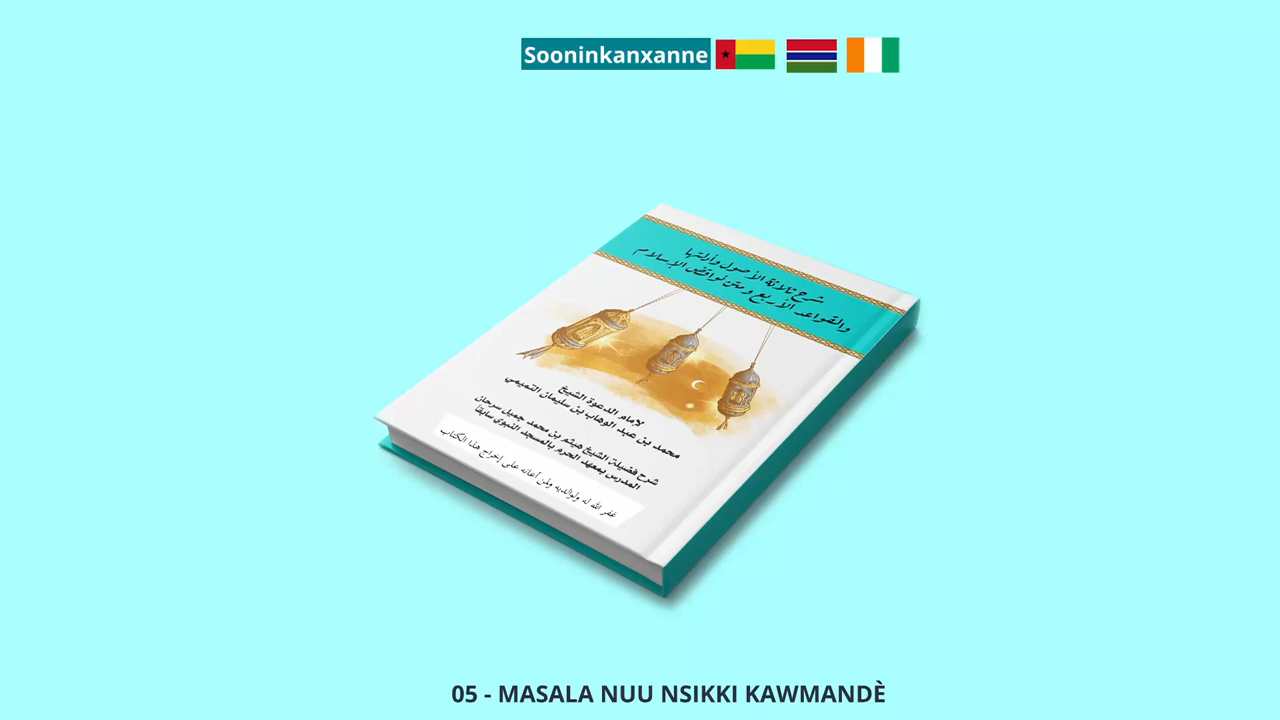 Sooninkanxanne
شرح ثلاثة الأصول وأدلتها
والقواعد الأربع و متن نواقض الإسلام
لإمام الدعوة الشيخ
محمد بن عبد الوهاب بن سليمان التميمي
شرح فضيلة الشيخ هيثم بن محمد جميل سرحان
المدرس بمعهد الحرم بالمسجد النبوي سابقا
غفر الله له ولوالديه ولمن أعانه على إخراج هذا الكتاب
05 - MASALA NUU NSIKKI KAWMANDÈ